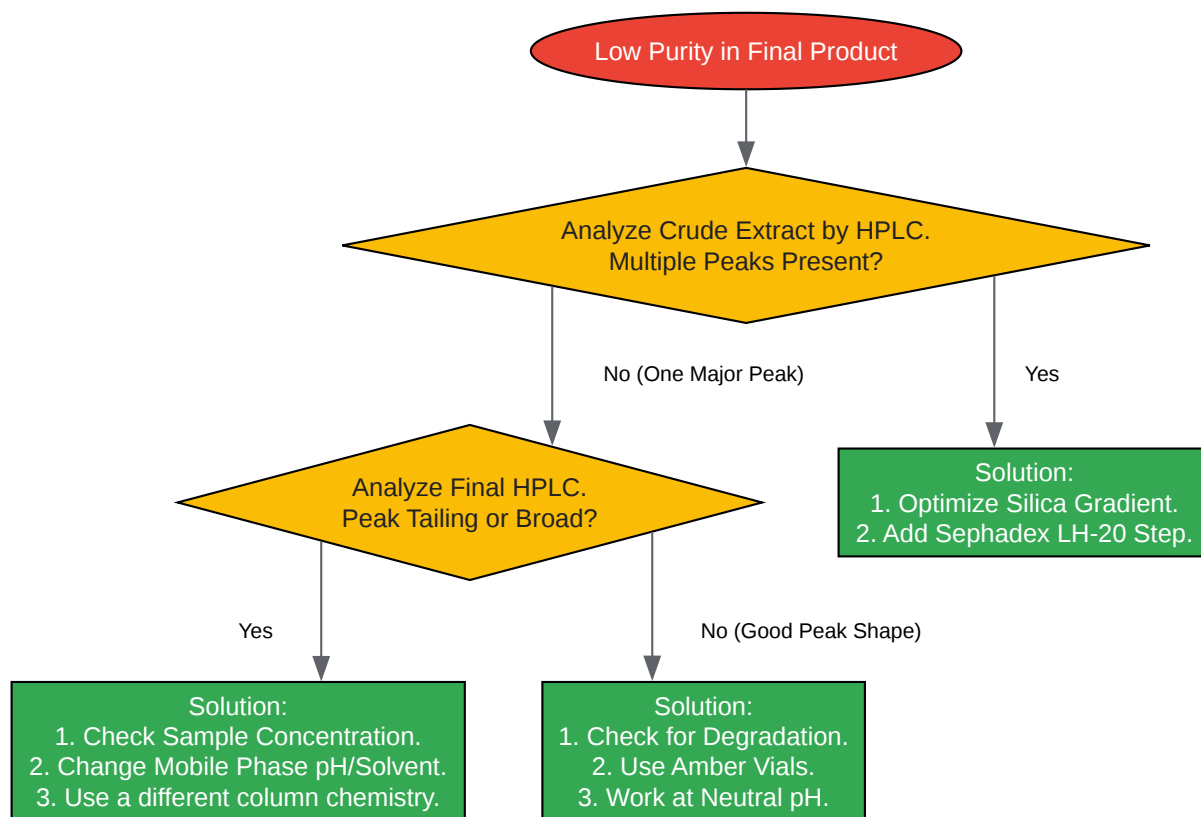 Low Purity in Final Product
Analyze Crude Extract by HPLC.
Multiple Peaks Present?
No (One Major Peak)
Yes
Analyze Final HPLC.
Peak Tailing or Broad?
Solution:
1. Optimize Silica Gradient.
2. Add Sephadex LH-20 Step.
Yes
No (Good Peak Shape)
Solution:
1. Check Sample Concentration.
2. Change Mobile Phase pH/Solvent.
3. Use a different column chemistry.
Solution:
1. Check for Degradation.
2. Use Amber Vials.
3. Work at Neutral pH.